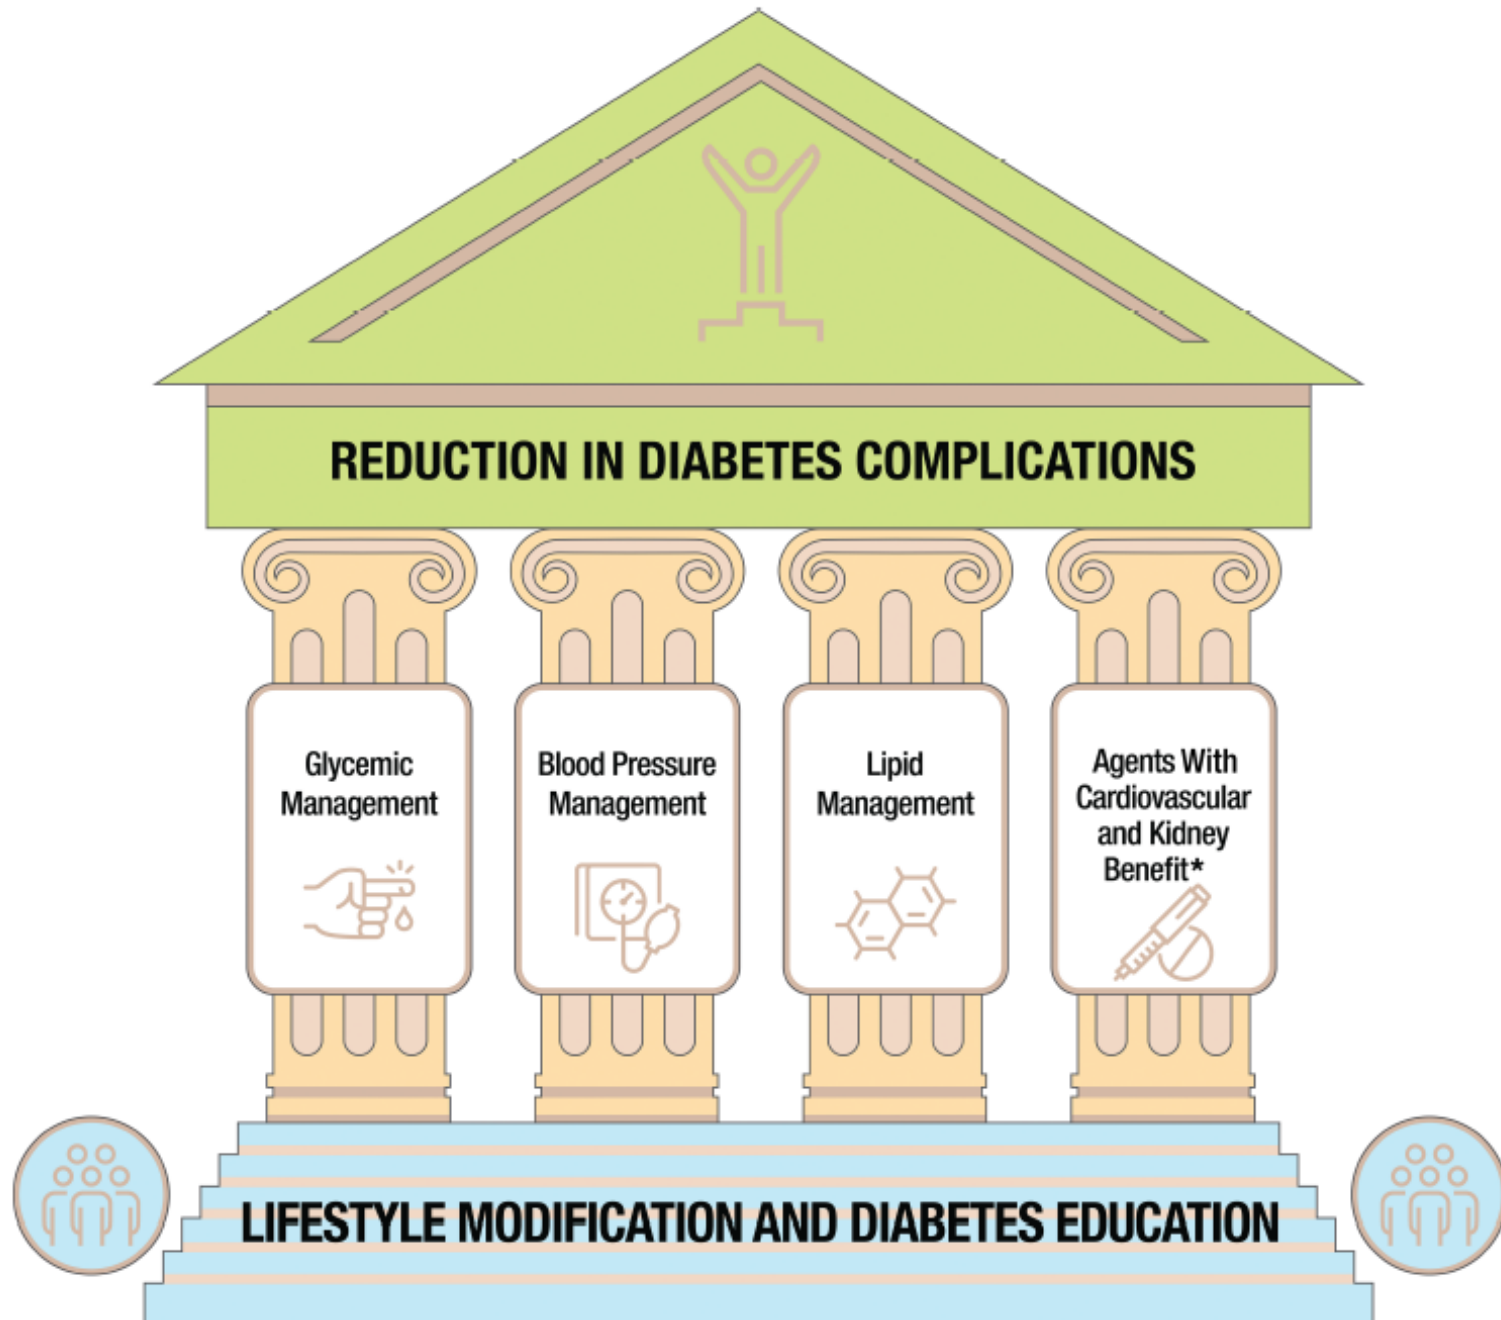 REDUCTION IN DIABETES COMPLICATIONS
Glycemic
Management
Blood Pressure
Management
Lipid
Management
Agents With
Cardiovascular
and Kidney
Benefit*
LIFESTYLE MODIFICATION AND DIABETES EDUCATION